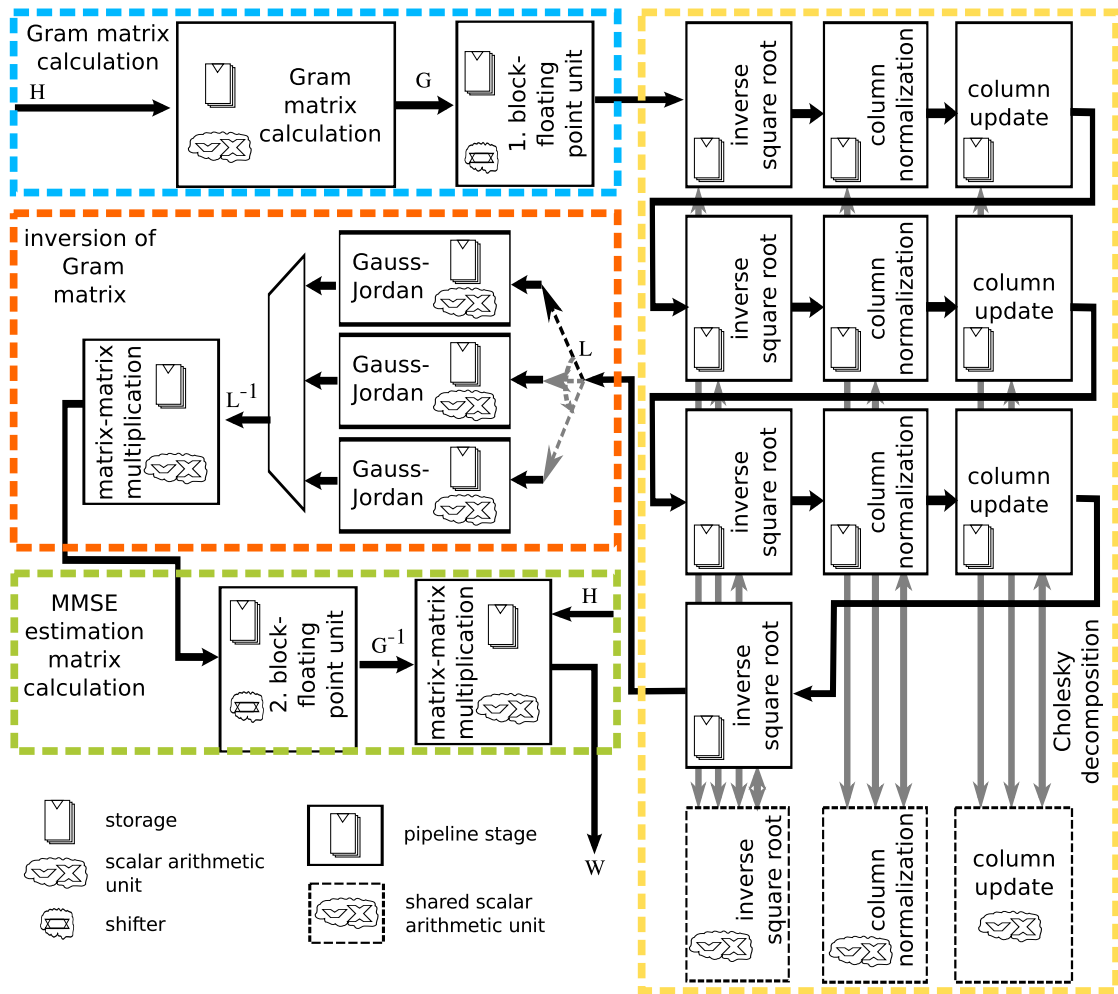 Gram matrix
calculation
H
Gram
matrix
calculation
G
1. block-
floating
point unit
inverse
square root
column
normalization
column
update
inversion of
Gram
matrix
Gauss-
Jordan
Gauss-
Jordan
Gauss-
Jordan
L
L-1
matrix-matrix
multiplication
inverse
square root
column
normalization
column
update
inverse
square root
column
normalization
column
update
inverse
square root
Cholesky
decomposition
MMSE
estimation
matrix
calculation
2. block-
floating
point unit
G-1
matrix-matrix
multiplication
H
W
inverse
square root
column
normalization
column
update
storage
scalar arithmetic
unit
shifter
pipeline stage
shared scalar
arithmetic unit